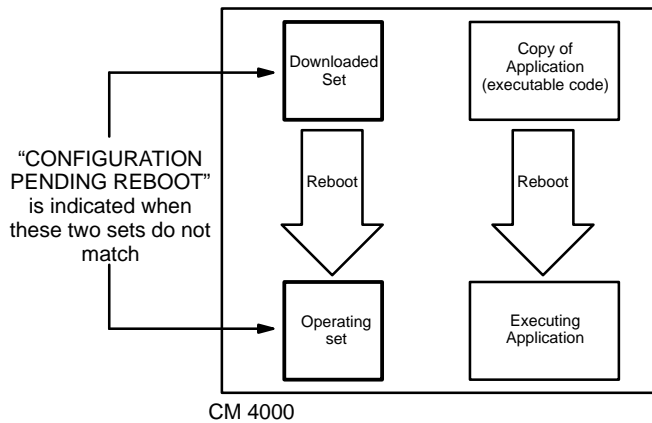 Downloaded
Set
Copy of
Application
(executable code)
“CONFIGURATION
PENDING REBOOT”
is indicated when
these two sets do not
match
Reboot
Reboot
Operating
set
Executing
Application
CM 4000